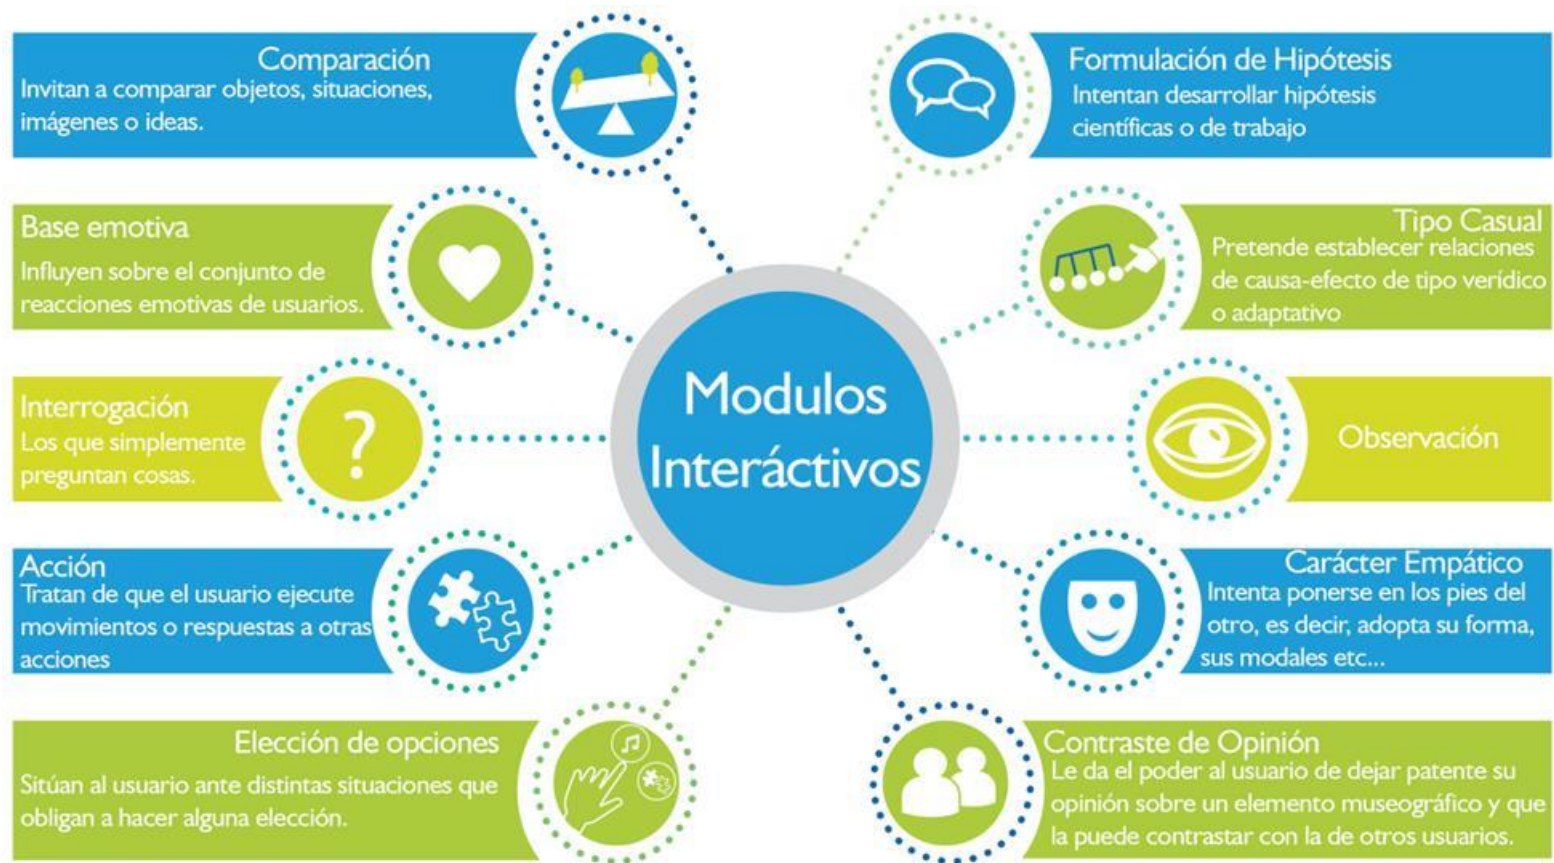 Comparación
Invitan a comparar objetos, situaciones,
imágenes o ideas.
Base emotiva
Influyen sobre el conjunto de
reacciones emotivas de usuarios.
Interrogación
Los que simplemente
preguntan cosas.
?
Acción
Tratan de que el usuario ejecute
movimientos o respuestas a otras
acciones
Elección de opciones
Sitúan al usuario ante distintas situaciones que
obligan a hacer alguna elección.
Modulos
Interáctivos
Formulación de Hipótesis
Intentan desarrollar hipótesis
científicas o de trabajo
Tipo Casual
Pretende establecer relaciones
de causa-efecto de tipo verídico
o adaptativo
Observación
Carácter Empático
Intenta ponerse en los pies del
otro, es decir, adopta su forma,
sus modales etc...
Contraste de Opinión
Le da el poder al usuario de dejar patente su
opinión sobre un elemento museográfico y que
la puede contrastar con la de otros usuarios.